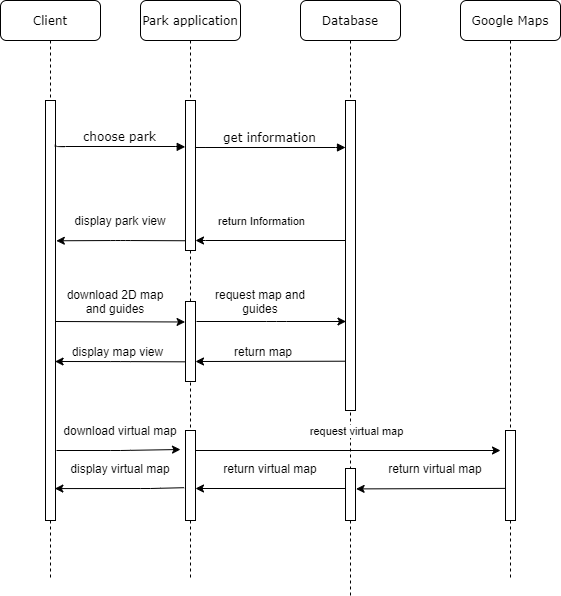 Client
Park application
Database
Google Maps
choose park
get information
display park view
return Information
download 2D map
and guides
request map and
guides
display map view
return map
download virtual map
request virtual map
display virtual map
return virtual map
return virtual map